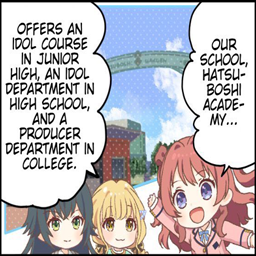 OUR
SCHOOL,
HATSU-
BOSHI
ACADE-
MY...
OFFERS AN
IDOL COURSE
IN JUNIOR
HIGH, AN IDOL
DEPARTMENT IN
HIGH SCHOOL,
AND A
PRODUCER
DEPARTMENT IN
COLLEGE.